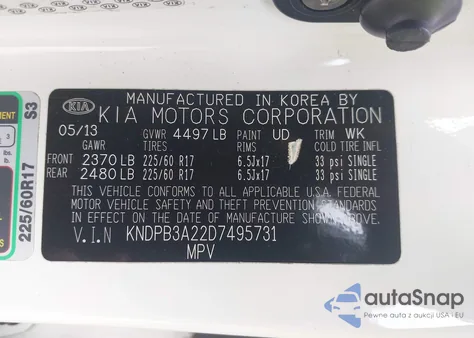 MANUFACTURED IN KOREA BY
KIA
KIA MOTORS CORPORATION
05/13 GVWR 4497 LB PAINT UD TRIM WK
GAWR TIRES: RIMS COLD TIRE INFL
FRONT 2370 LB 225/60 R17 6.5Jx17 33 psi SINGLE
REAR 2480 LB 225/60 R17 6.5Jx17 33 psi SINGLE
THIS VEHICLE CONFORMS TO ALL APPLICABLE U.S.A. FEDERAL
MOTOR VEHICLE SAFETY AND THEFT PREVENTION STANDARDS
IN EFFECT ON THE DATE OF MANUFACTURE SHOWN ABOVE.
V.I.N KNDPB3A22D7495731
MPV
225/60R17 S3
autoSnap
Pewne auta z USA i EU